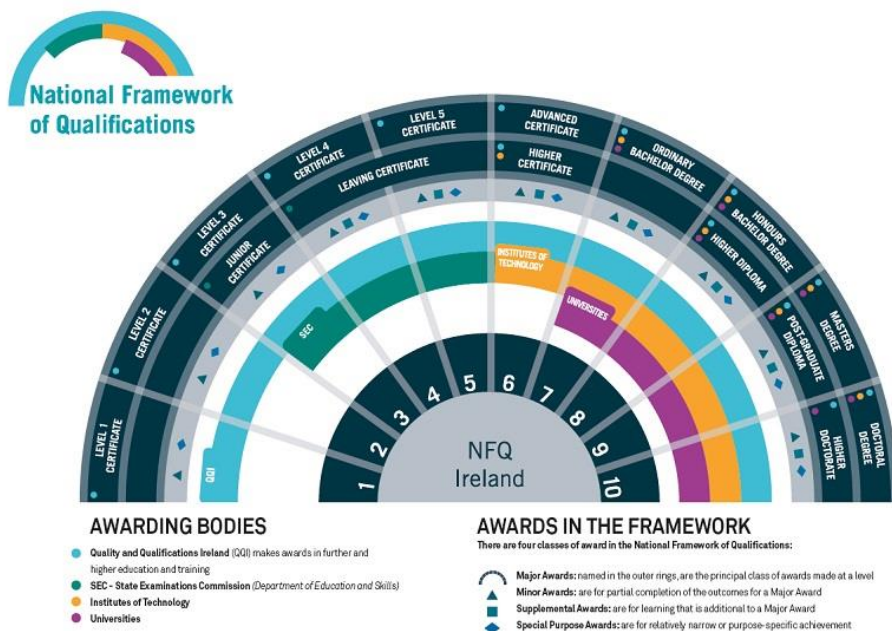 National Framework
of Qualifications
LEVEL 1
CERTIFICATE
LEVEL 2
CERTIFICATE
LEVEL 3
CERTIFICATE
LEVEL 4
CERTIFICATE
LEVEL 5
CERTIFICATE
ADVANCED
CERTIFICATE
ORDINARY
BACHELOR DEGREE
HONOURS
BACHELOR DEGREE
MASTERS
DEGREE
DOCTORAL
DEGREE
JUNIOR
CERTIFICATE
LEAVING CERTIFICATE
HIGHER
CERTIFICATE
HIGHER DIPLOMA
POST-GRADUATE
DIPLOMA
HIGHER
DOCTORATE
QQI
SEC
INSTITUTES OF
TECHNOLOGY
UNIVERSITIES
1
2
3
4
5
6
7
8
9
10
NFQ
Ireland
AWARDING BODIES
Quality and Qualifications Ireland (QQI) makes awards in further and
higher education and training
SEC - State Examinations Commission (Department of Education and Skills)
Institutes of Technology
Universities
AWARDS IN THE FRAMEWORK
There are four classes of award in the National Framework of Qualifications:
Major Awards: named in the outer rings, are the principal class of awards made at a level
Minor Awards: are for partial completion of the outcomes for a Major Award
Supplemental Awards: are for learning that is additional to a Major Award
Special Purpose Awards: are for relatively narrow or purpose-specific achievement